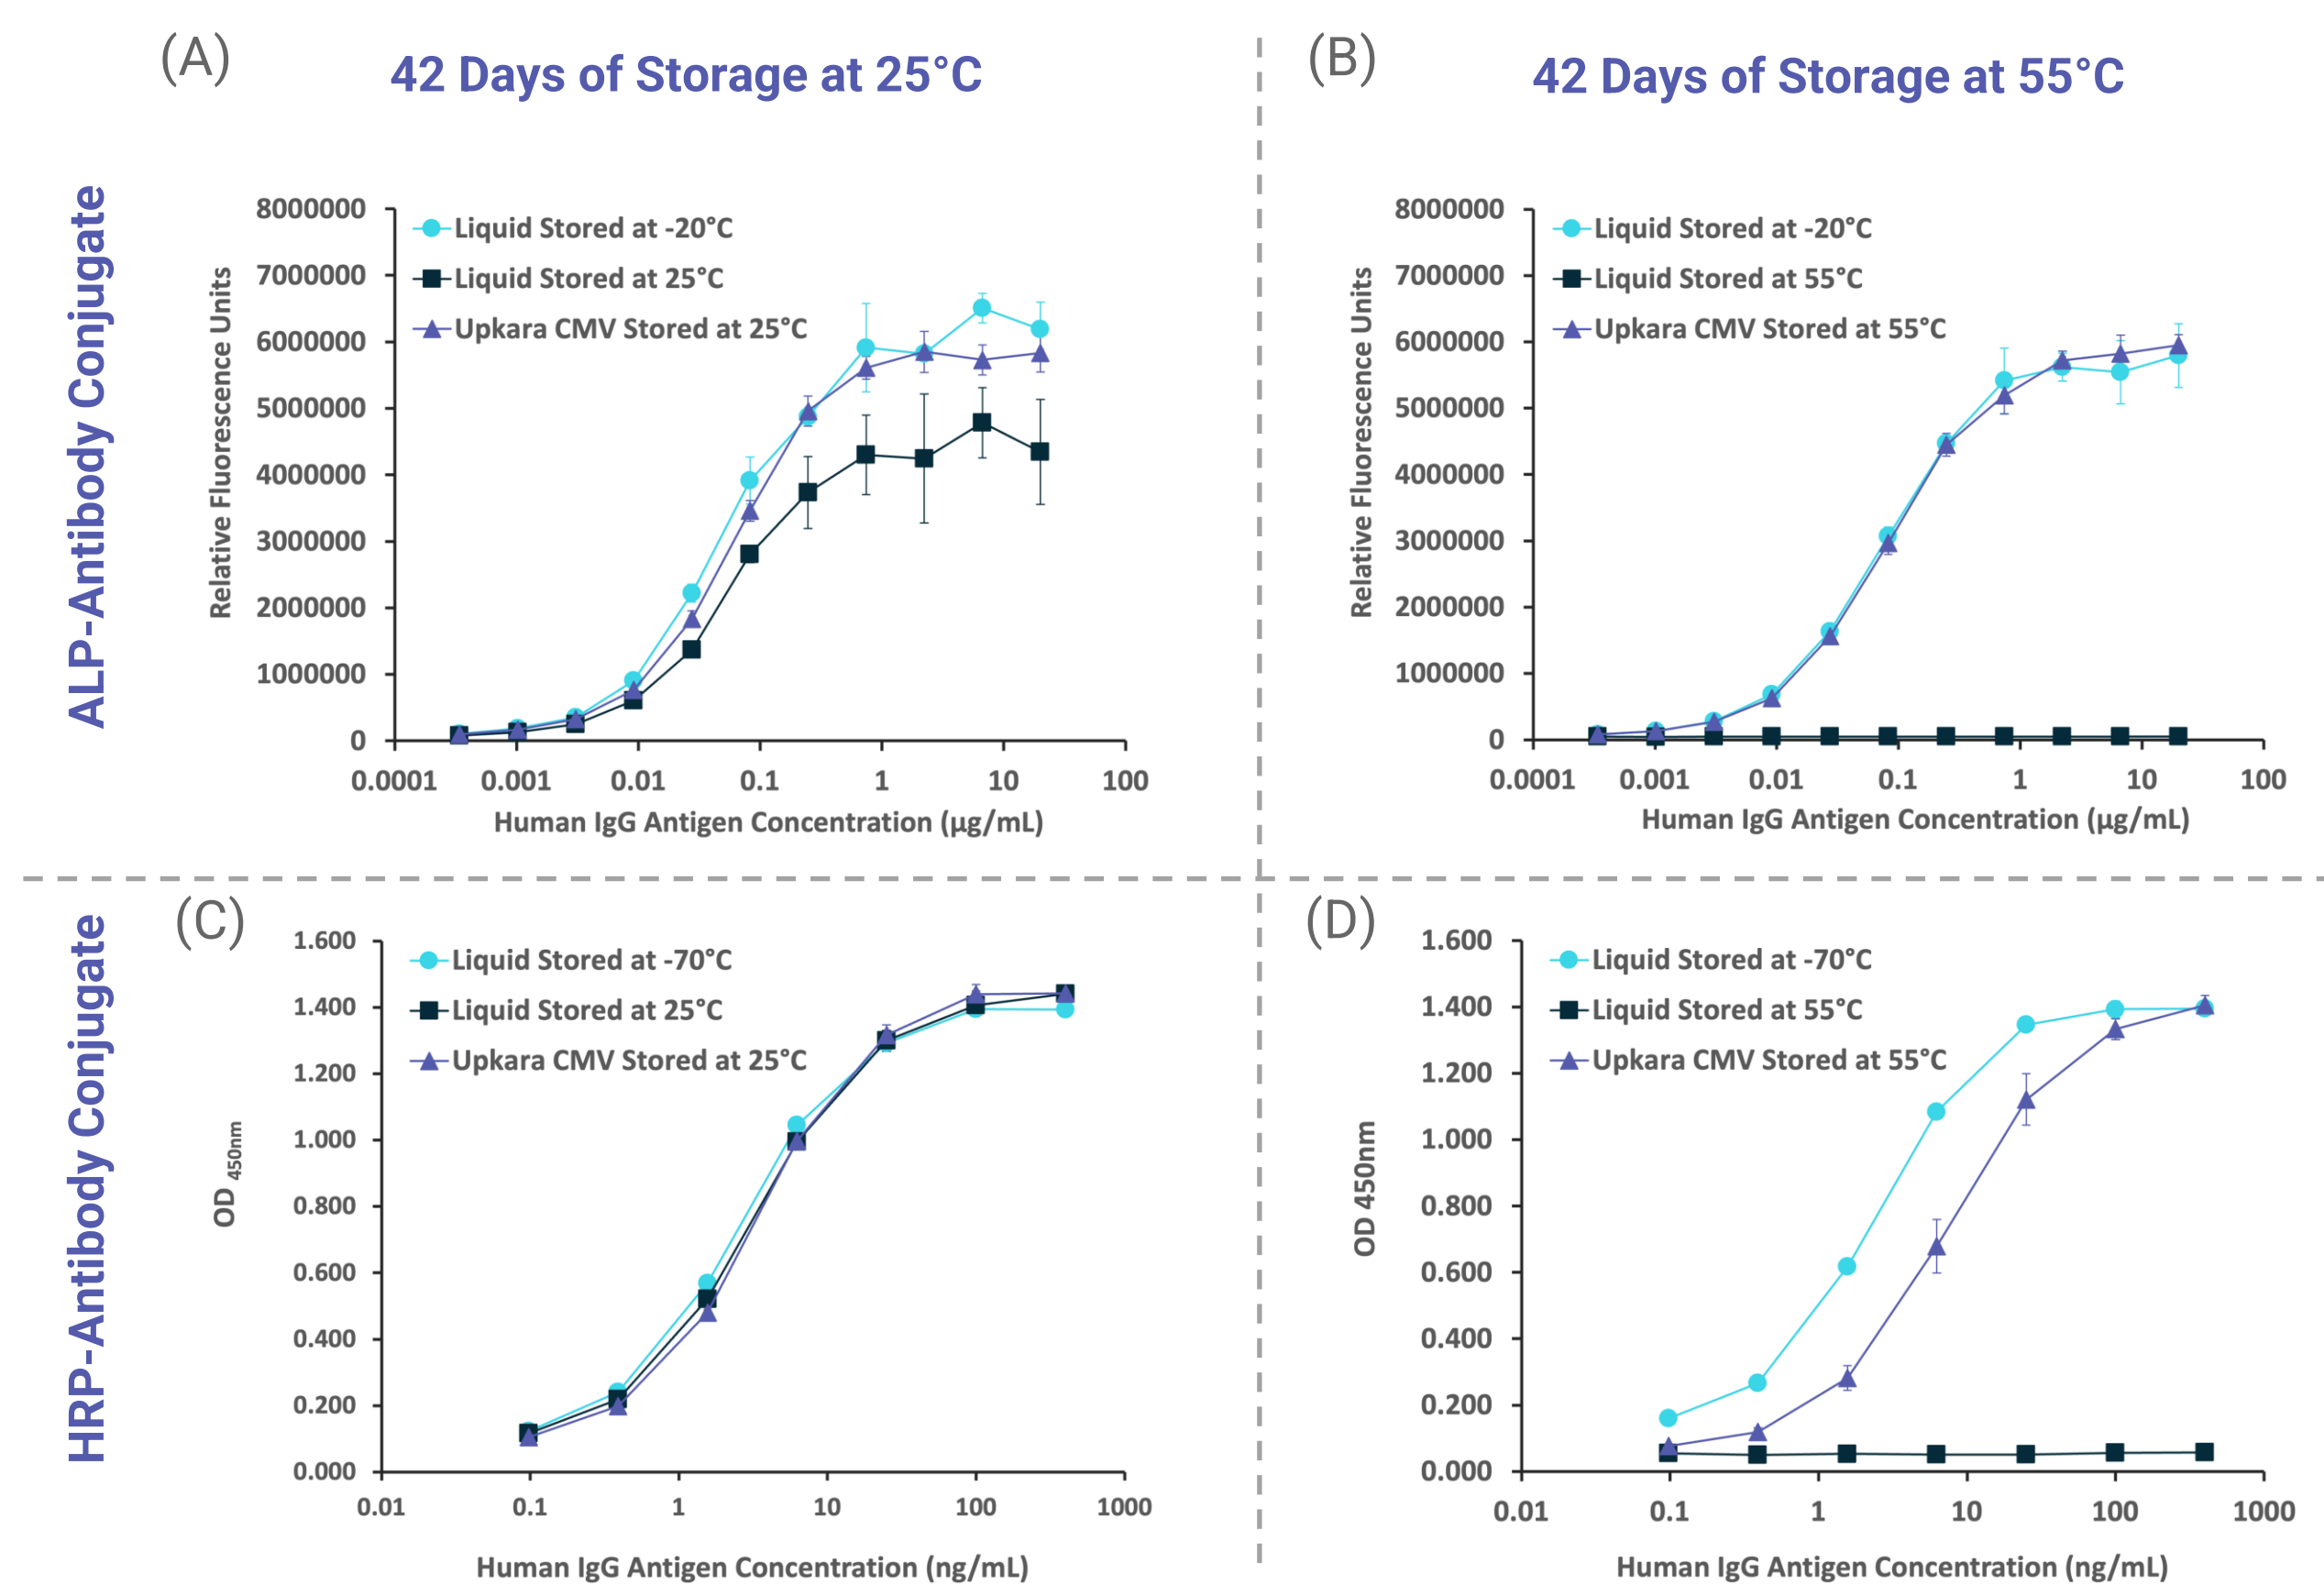 (A)
42 Days of Storage at 25°C
(B)
42 Days of Storage at 55°C
ALP-Antibody Conjugate
Relative Fluorescence Units
8000000
7000000
6000000
5000000
4000000
3000000
2000000
1000000
0
Liquid Stored at -20°C
Liquid Stored at 25°C
Upkara CMV Stored at 25°C
0.0001 0.001 0.01 0.1 1 10 100
Human IgG Antigen Concentration (µg/mL)
Relative Fluorescence Units
8000000
7000000
6000000
5000000
4000000
3000000
2000000
1000000
0
Liquid Stored at -20°C
Liquid Stored at 55°C
Upkara CMV Stored at 55°C
0.0001 0.001 0.01 0.1 1 10 100
Human IgG Antigen Concentration (µg/mL)
HRP-Antibody Conjugate
(C)
OD 450nm
1.600
1.400
1.200
1.000
0.800
0.600
0.400
0.200
0.000
Liquid Stored at -70°C
Liquid Stored at 25°C
Upkara CMV Stored at 25°C
0.01 0.1 1 10 100 1000
Human IgG Antigen Concentration (ng/mL)
(D)
OD 450nm
1.600
1.400
1.200
1.000
0.800
0.600
0.400
0.200
0.000
Liquid Stored at -70°C
Liquid Stored at 55°C
Upkara CMV Stored at 55°C
0.01 0.1 1 10 100 1000
Human IgG Antigen Concentration (ng/mL)